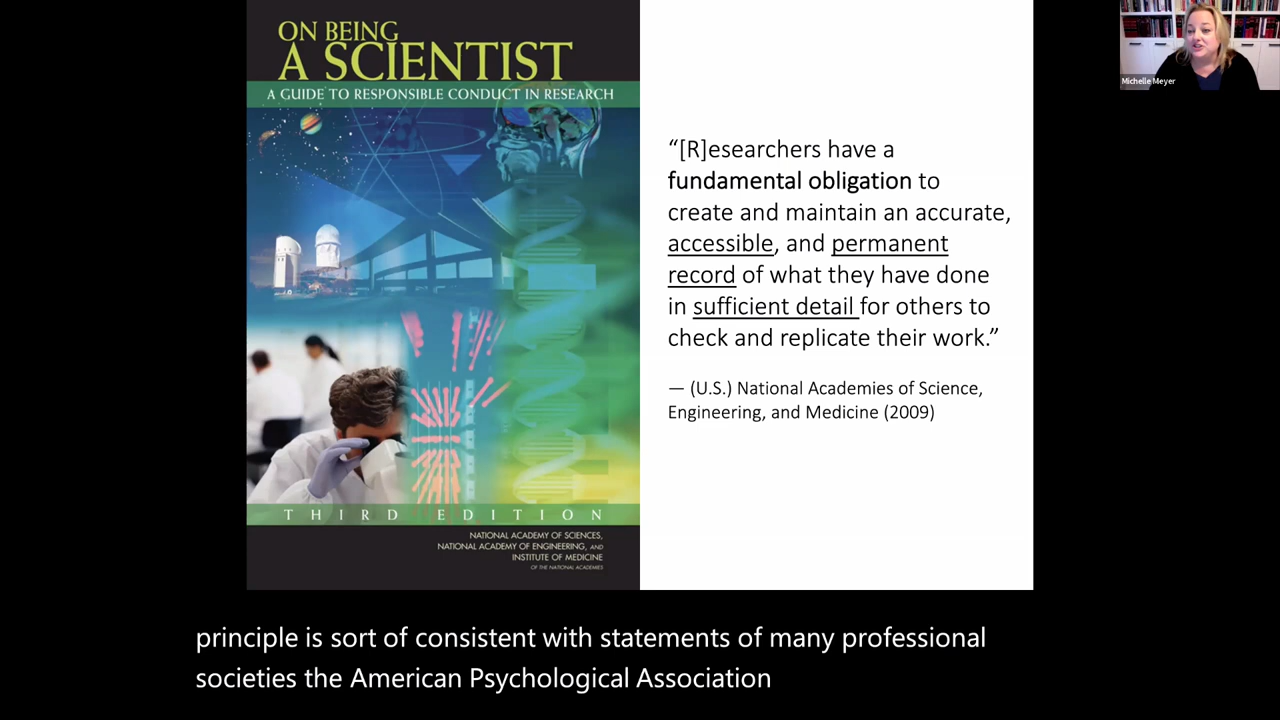 ON BEING
A SCIENTIST
A GUIDE TO RESPONSIBLE CONDUCT IN RESEARCH
THIRD EDITION
NATIONAL ACADEMY OF SCIENCES,
NATIONAL ACADEMY OF ENGINEERING, AND
INSTITUTE OF MEDICINE
OF THE NATIONAL ACADEMIES
“[R]esearchers have a
fundamental obligation to
create and maintain an accurate,
accessible, and permanent
record of what they have done
in sufficient detail for others to
check and replicate their work.”
— (U.S.) National Academies of Science,
Engineering, and Medicine (2009)
Michelle Meyer
principle is sort of consistent with statements of many professional
societies the American Psychological Association